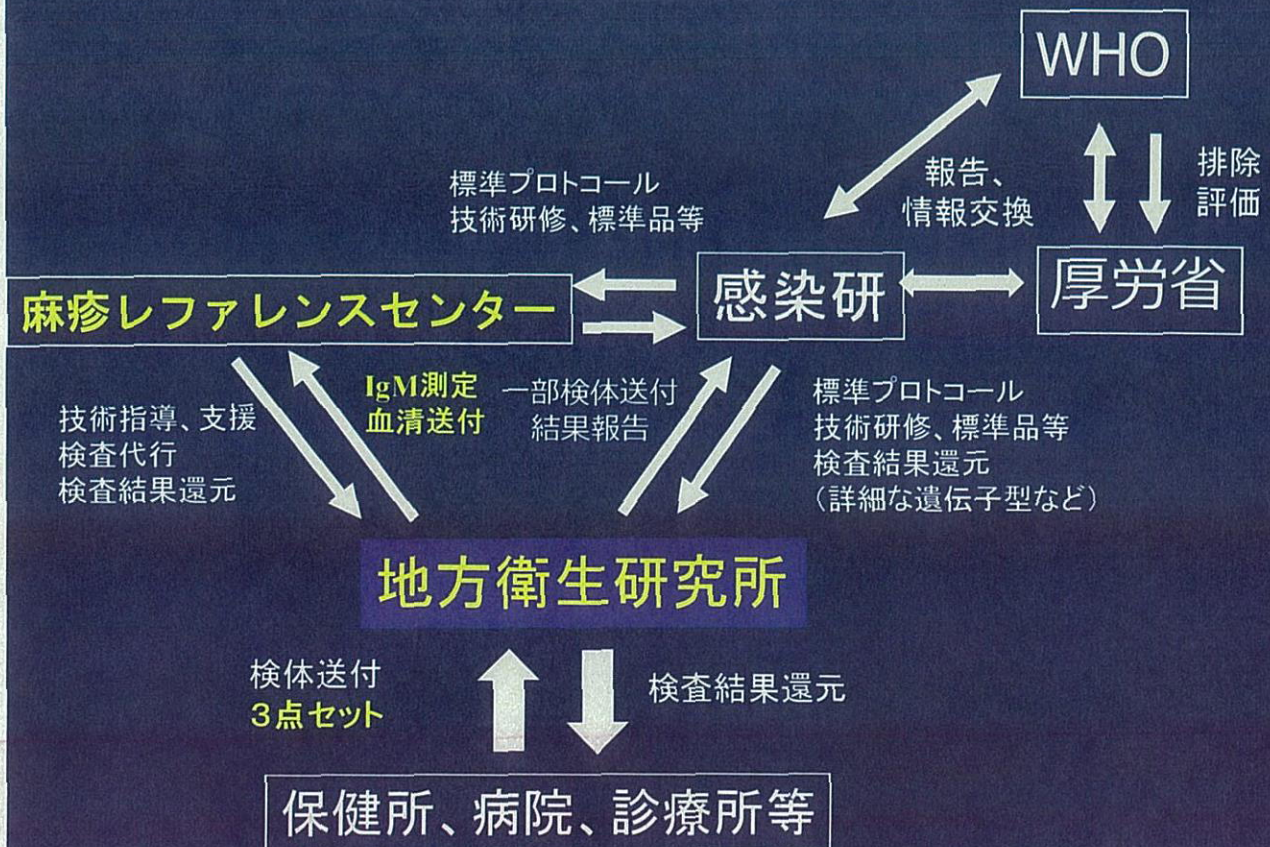 WHO
排除
評価
報告、
情報交換
標準プロトコール
技術研修、標準品等
麻疹レファレンスセンター
感染研
厚労省
技術指導、支援
検査代行
検査結果還元
IgM測定
血清送付
一部検体送付
結果報告
標準プロトコール
技術研修、標準品等
検査結果還元
(詳細な遺伝子型など)
地方衛生研究所
検体送付
3点セット
検査結果還元
保健所、病院、診療所等